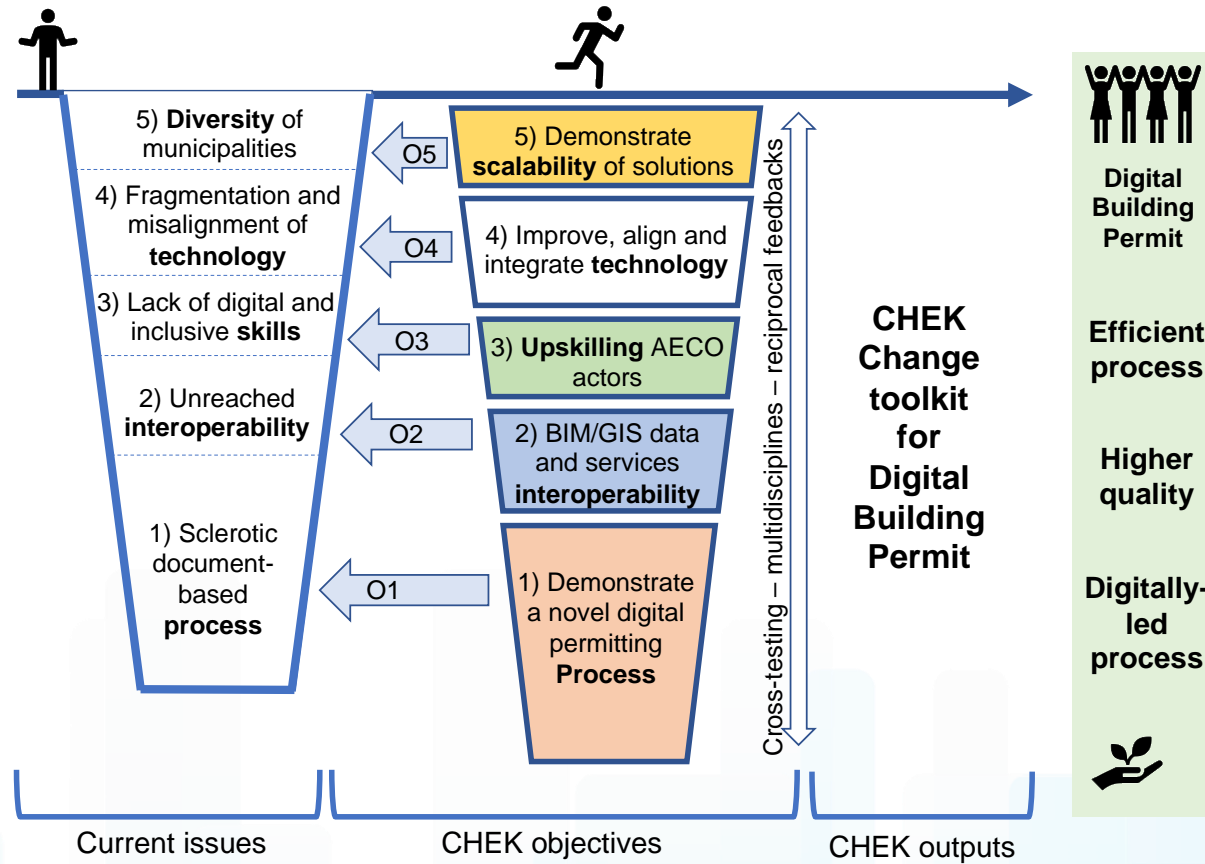 5) Diversity of
municipalities
4) Fragmentation and
misalignment of
technology
3) Lack of digital and
inclusive skills
2) Unreached
interoperability
1) Sclerotic
document-
based
process
O5
O4
O3
O2
O1
5) Demonstrate
scalability of solutions
4) Improve, align and
integrate technology
3) Upskilling AECO
actors
2) BIM/GIS data
and services
interoperability
1) Demonstrate
a novel digital
permitting
Process
Cross-testing – multidisciplines – reciprocal feedbacks
CHEK
Change
toolkit
for
Digital
Building
Permit
Digital
Building
Permit
Efficient
process
Higher
quality
Digitally-
led
process
Current issues
CHEK objectives
CHEK outputs